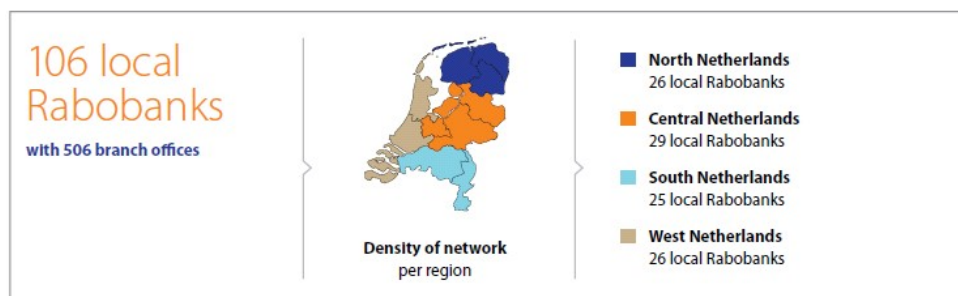 106 local
Rabobanks
with 506 branch offices
Density of network
per region
North Netherlands
26 local Rabobanks
Central Netherlands
29 local Rabobanks
South Netherlands
25 local Rabobanks
West Netherlands
26 local Rabobanks